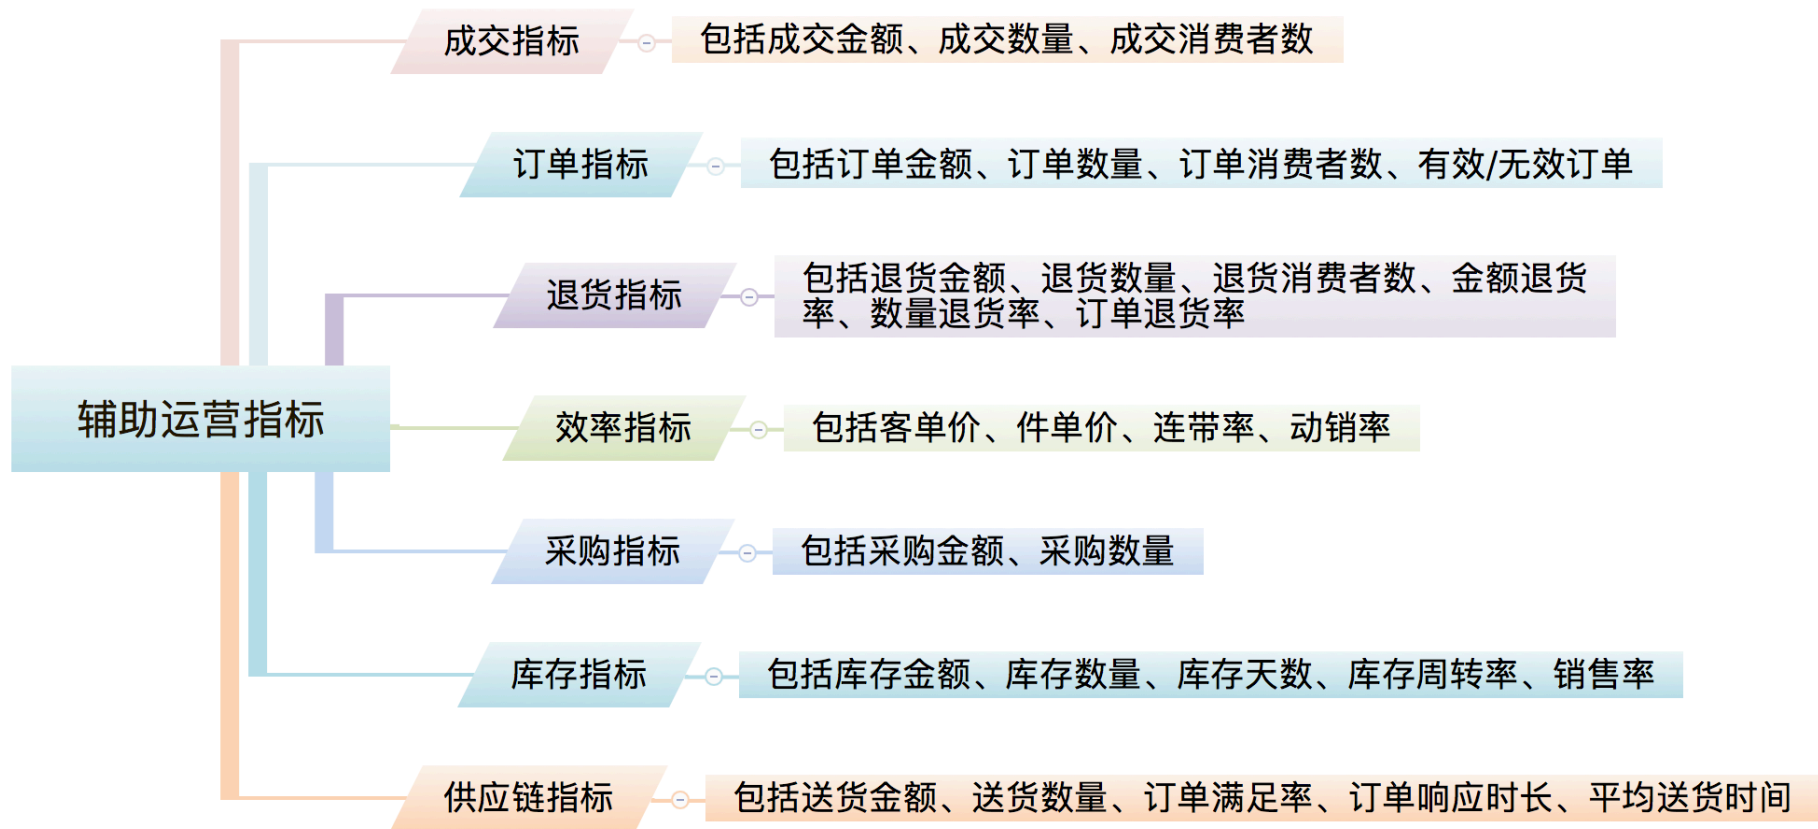 成交指标
包括成交金额、成交数量、成交消费者数
订单指标
包括订单金额、订单数量、订单消费者数、有效/无效订单
退货指标
包括退货金额、退货数量、退货消费者数、金额退货
率、数量退货率、订单退货率
辅助运营指标
效率指标
包括客单价、件单价、连带率、动销率
采购指标
包括采购金额、采购数量
库存指标
包括库存金额、库存数量、库存天数、库存周转率、销售率
供应链指标
包括送货金额、送货数量、订单满足率、订单响应时长、平均送货时间